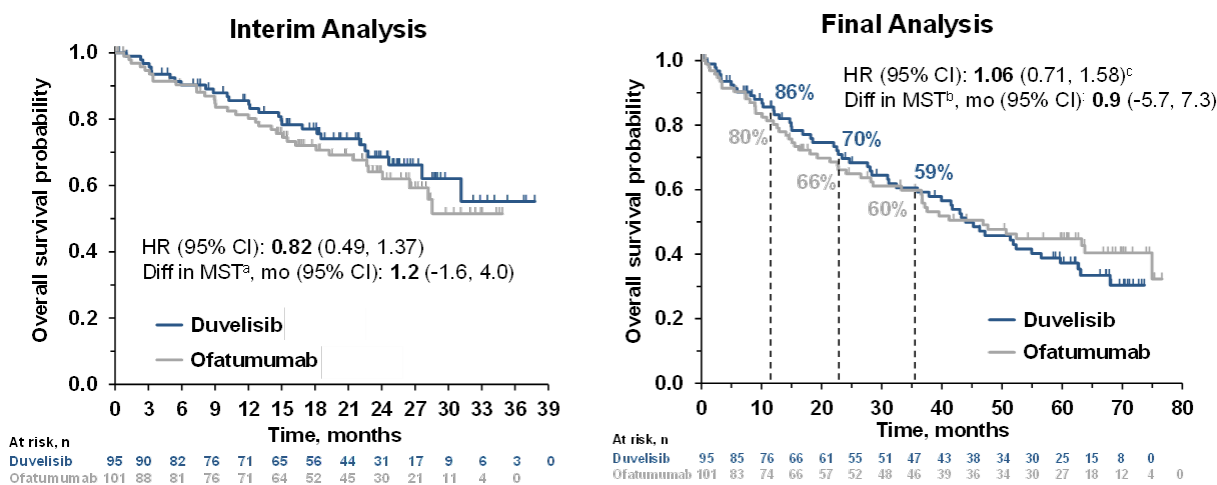 Interim Analysis
Overall survival probability
1.0
0.8
0.6
0.4
0.2
0.0
HR (95% CI): 0.82 (0.49, 1.37)
Diff in MSTᵃ, mo (95% CI): 1.2 (-1.6, 4.0)
Duvelisib
Ofatumumab
0 3 6 9 12 15 18 21 24 27 30 33 36 39
Time, months
At risk, n
Duvelisib 95 90 82 76 71 65 56 44 31 17 9 6 3 0
Ofatumumab 101 88 81 76 71 64 52 45 30 21 11 4 0
Final Analysis
Overall survival probability
1.0
0.8
0.6
0.4
0.2
0.0
HR (95% CI): 1.06 (0.71, 1.58)ᶜ
Diff in MSTᵇ, mo (95% CI): 0.9 (-5.7, 7.3)
86%
80%
70%
66%
59%
60%
Duvelisib
Ofatumumab
0 10 20 30 40 50 60 70 80
Time, months
At risk, n
Duvelisib 95 85 76 66 61 55 51 47 43 38 34 30 25 15 8 0
Ofatumumab 101 83 74 66 57 52 48 46 39 36 34 30 27 18 12 4 0